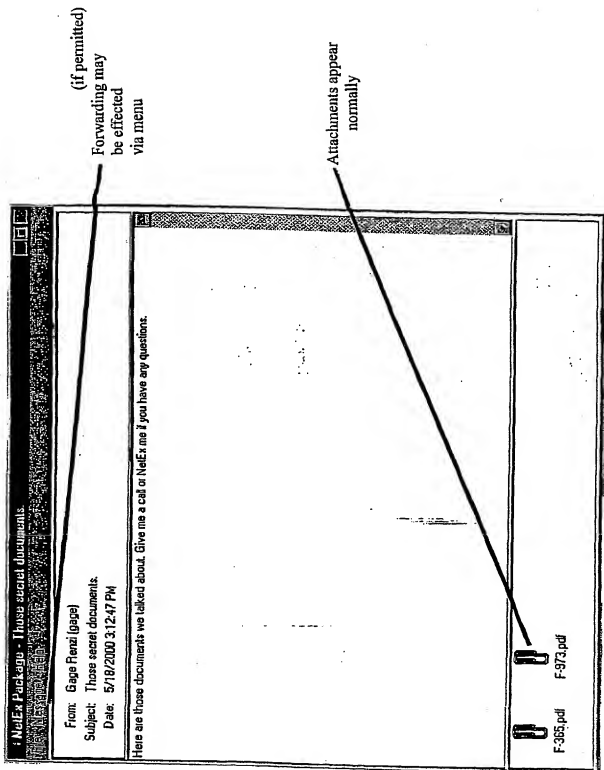 NetEx Package - Those secret documents.
From: Gage Renzi (gage)
Subject: Those secret documents.
Date: 5/18/2000 3:12:47 PM
Here are those documents we talked about. Give me a call or NetEx me if you have any questions.
F-365.pdf
F-973.pdf
(if permitted)
Forwarding may
be effected
via menu
Attachments appear
normally